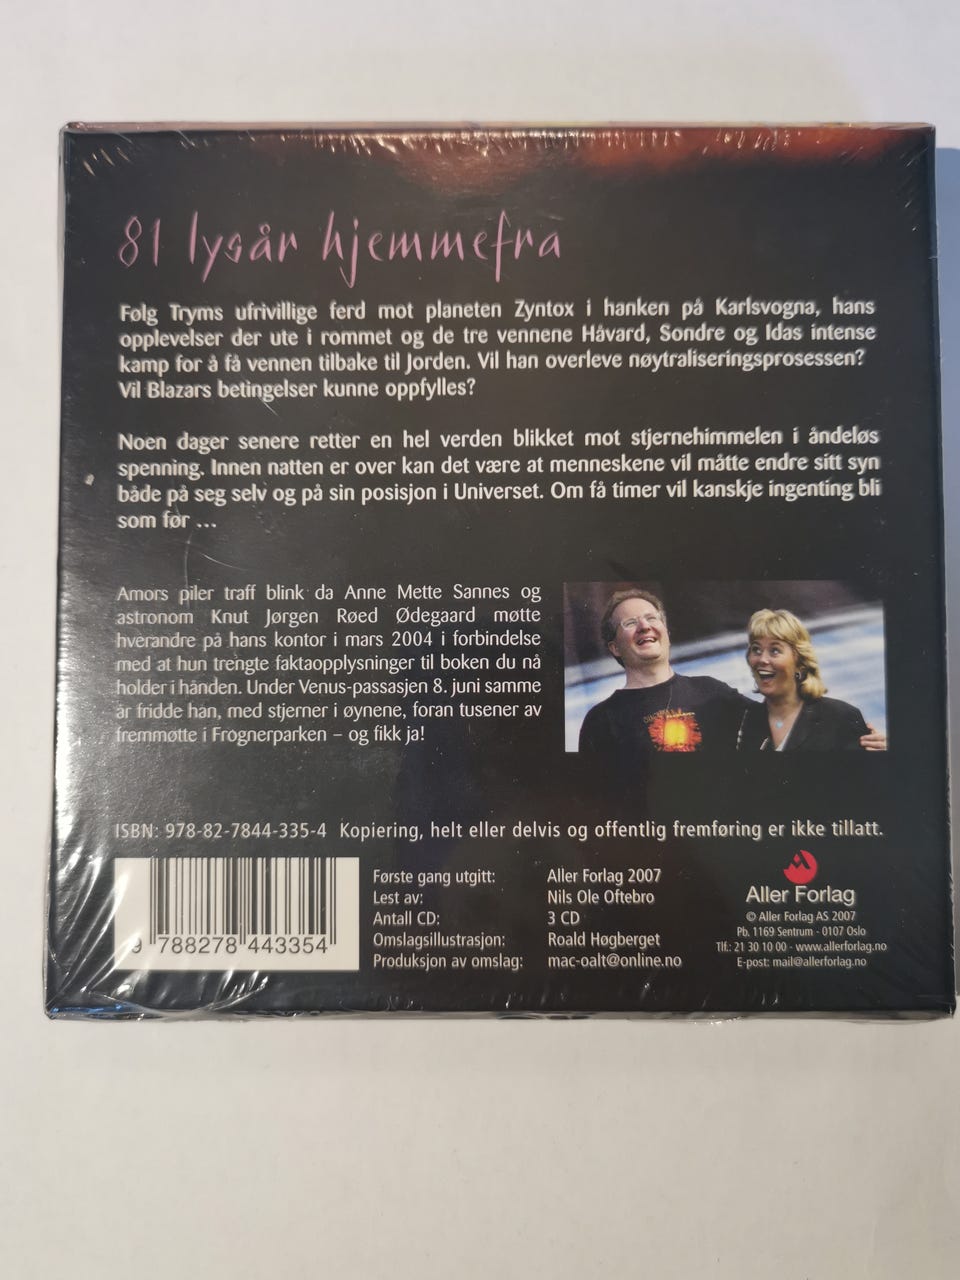 81 lysår hjemmefra
Følg Tryms ufrivillige ferd mot planeten Zyntox i hanken på Karlsvogna, hans
opplevelser der ute i rommet og de tre vennene Håvard, Sondre og Idas intense
kamp for å få vennen tilbake til Jorden. Vil han overleve nøytraliseringsprosessen?
Vil Blazars betingelser kunne oppfylles?
Noen dager senere retter en hel verden blikket mot stjernehimmelen i åndeløs
spenning. Innen natten er over kan det være at menneskene vil måtte endre sitt syn
både på seg selv og på sin posisjon i Universet. Om få timer vil kanskje ingenting bli
som før ...
Amors piler traff blink da Anne Mette Sannes og
astronom Knut Jørgen Røed Ødegaard møtte
hverandre på hans kontor i mars 2004 i forbindelse
med at hun trengte faktaopplysninger til boken du nå
holder i hånden. Under Venus-passasjen 8. juni samme
år fridde han, med stjerner i øynene, foran tusener av
fremmøtte i Frognerparken – og fikk ja!
ISBN: 978-82-7844-335-4 Kopiering, helt eller delvis og offentlig fremføring er ikke tillatt.
9 788278 443354
Første gang utgitt: Aller Forlag 2007
Lest av: Nils Ole Oftebro
Antall CD: 3 CD
Omslagsillustrasjon: Roald Høgberget
Produksjon av omslag: mac-oalt@online.no
Aller Forlag
© Aller Forlag AS 2007
Pb. 1169 Sentrum - 0107 Oslo
Tlf.: 21 30 10 00 - www.allerforlag.no
E-post: mail@allerforlag.no